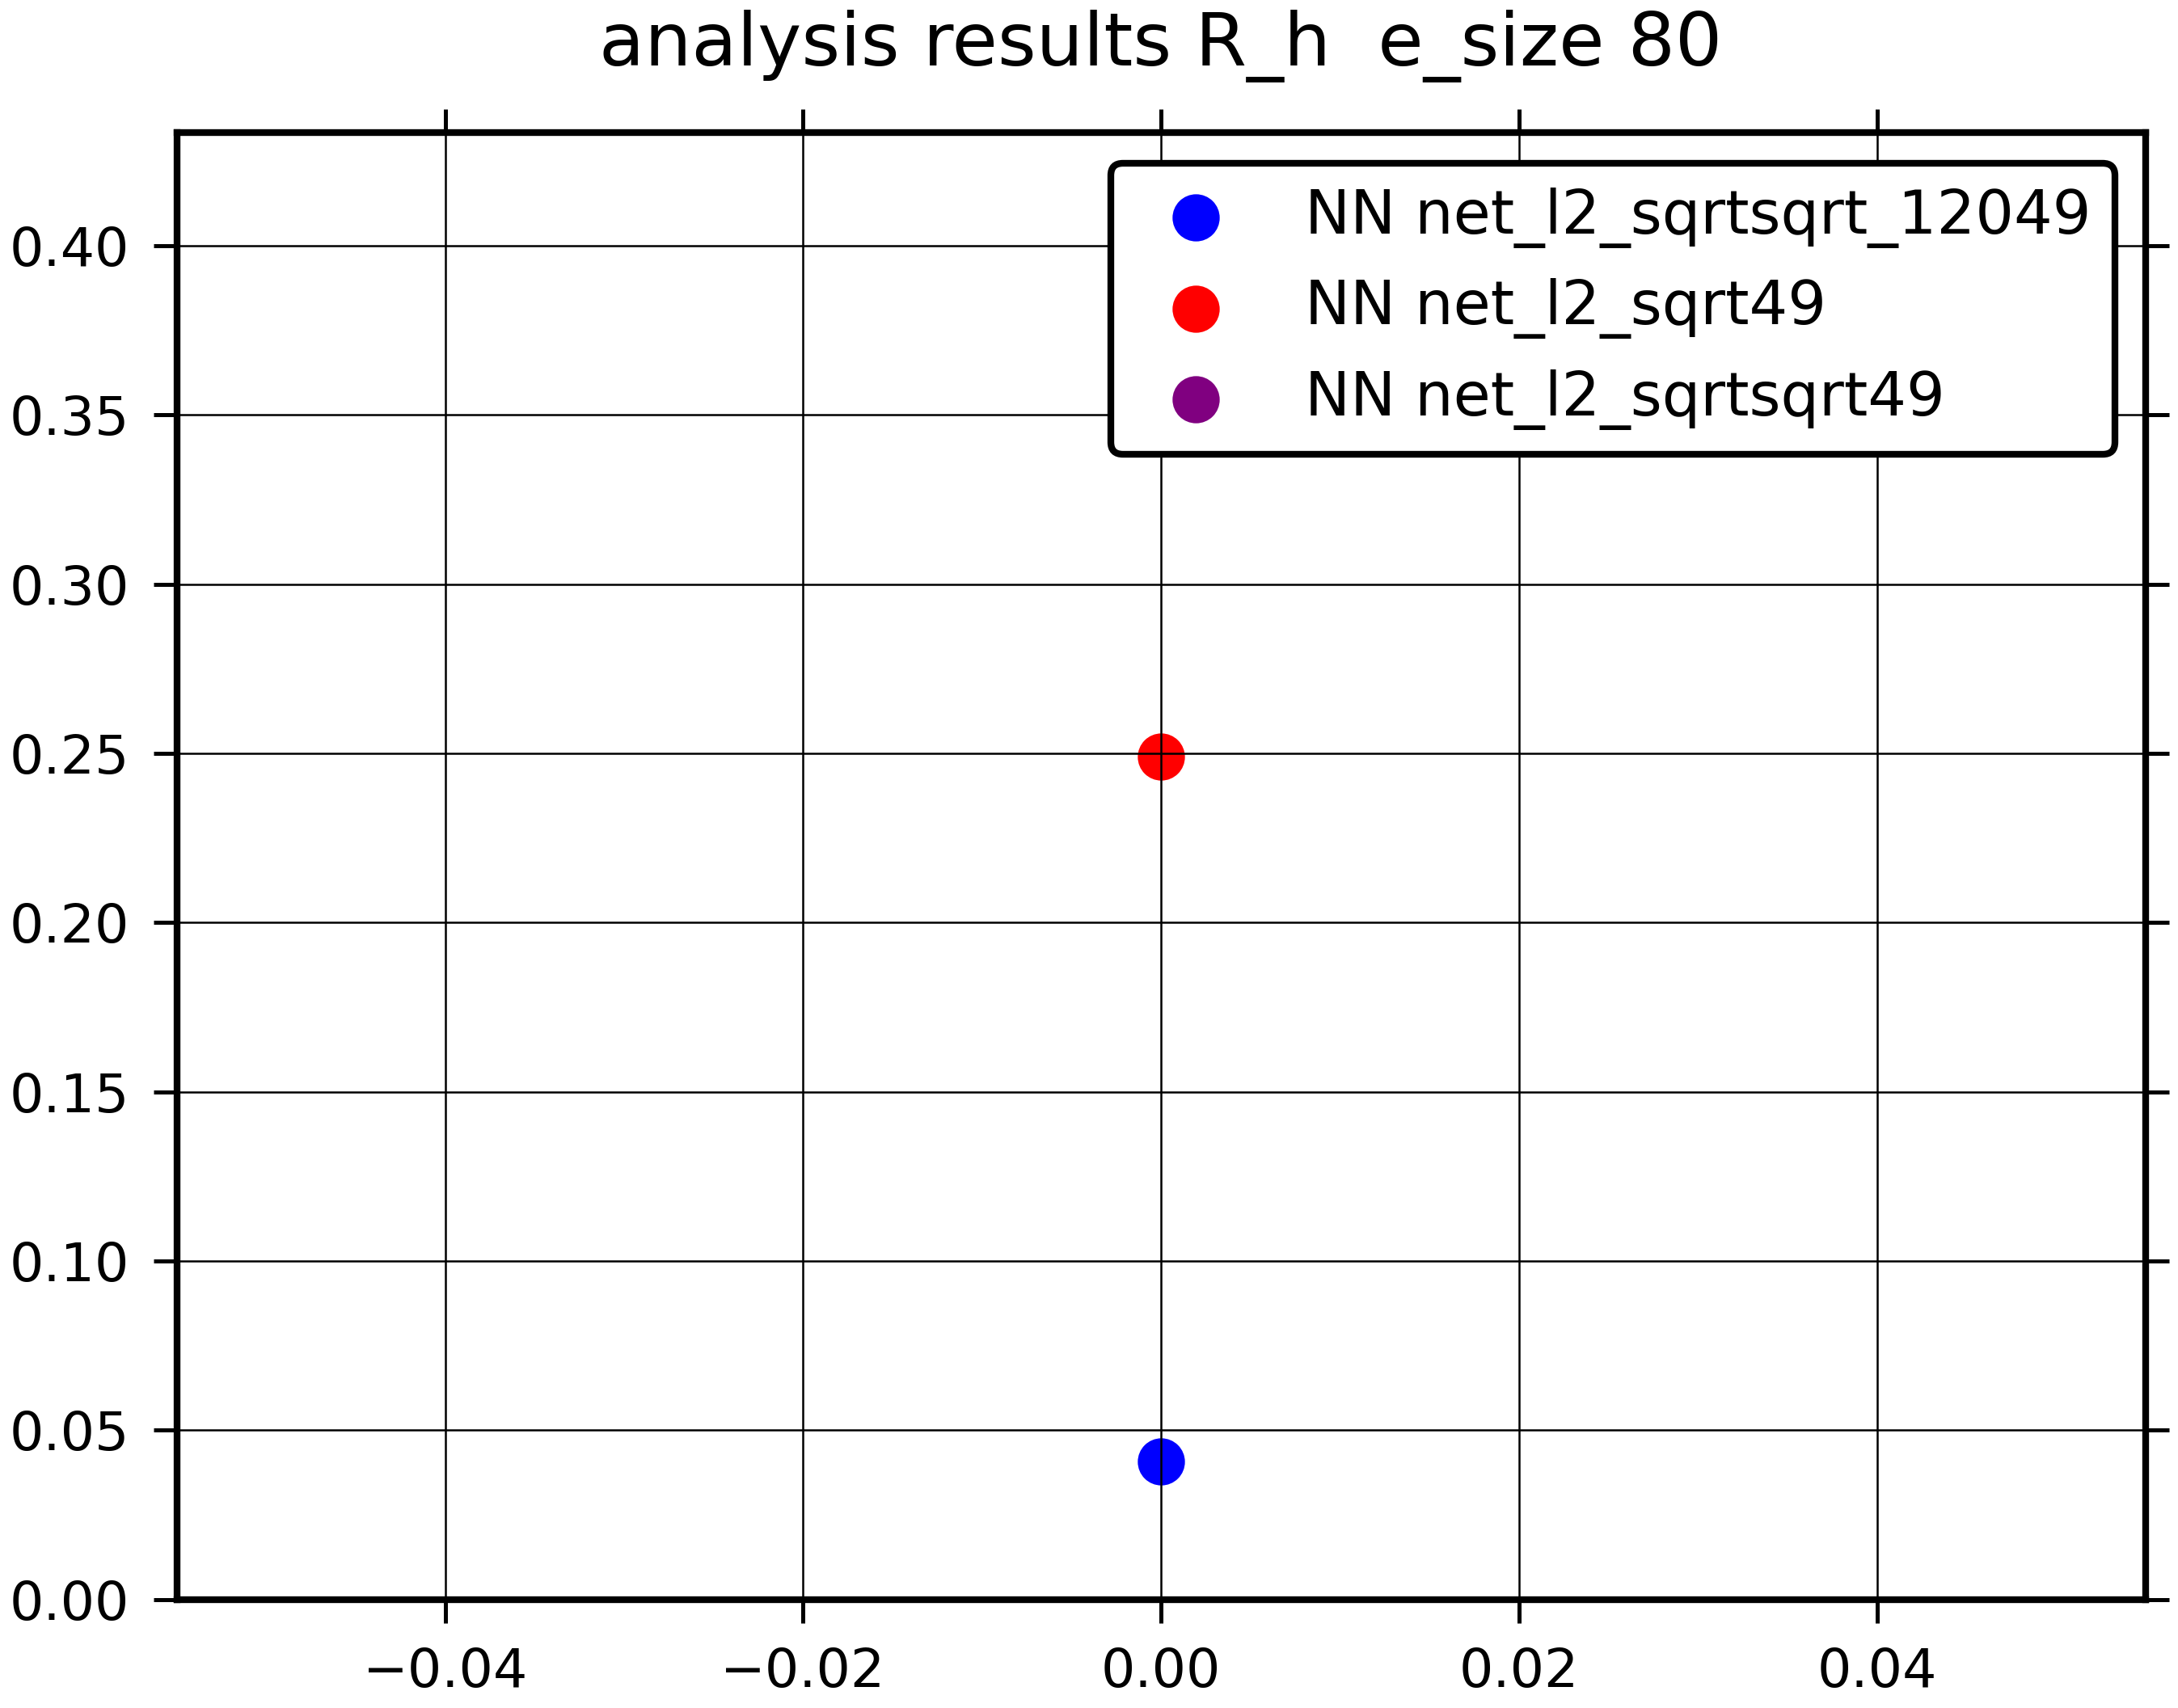 analysis results R_h  e_size 80
NN net_l2_sqrtsqrt_12049
NN net_l2_sqrt49
NN net_l2_sqrtsqrt49
0.40
0.35
0.30
0.25
0.20
0.15
0.10
0.05
0.00
−0.04 −0.02 0.00 0.02 0.04